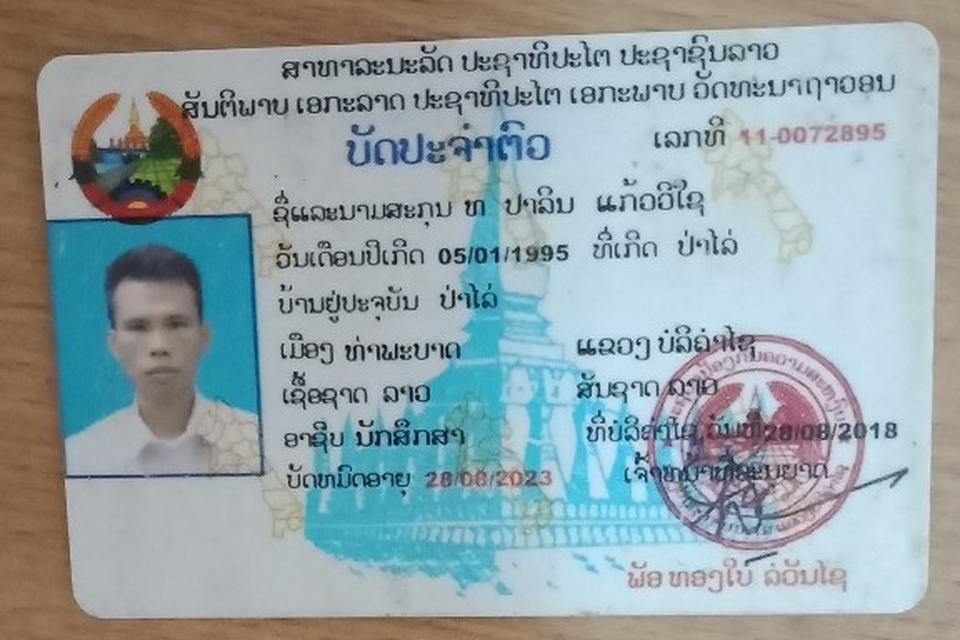 ສາທາລະນະລັດ ປະຊາທິປະໄຕ ປະຊາຊົນລາວ
ສັນຕິພາບ ເອກະລາດ ປະຊາທິປະໄຕ ເອກະພາບ ວັດທະນາຖາວອນ
ບັດປະຈຳຕົວ
ເລກທີ 11-0072895
ຊື່ແລະນາມສະກຸນ ທ ປາລິນ ແກ້ວວິໄຊ
ວັນເດືອນປີເກີດ 05/01/1995 ທີ່ເກີດ ປ່າໄລ່
ບ້ານຢູ່ປະຈຸບັນ ປ່າໄລ່
ເມືອງ ທ່າພະບາດ ແຂວງ ບໍລິຄຳໄຊ
ເຊື້ອຊາດ ລາວ ສັນຊາດ ລາວ
ອາຊີບ ນັກສຶກສາ ທີ່ບໍລິຄຳໄຊ, ວັນທີ 28/08/2018
ບັດຫມົດອາຍຸ 28/08/2023 ເຈົ້າຫນ້າທີ່ອະນຸຍາດ
ພັອ ທອງໃບ ລໍວັນໄຊ